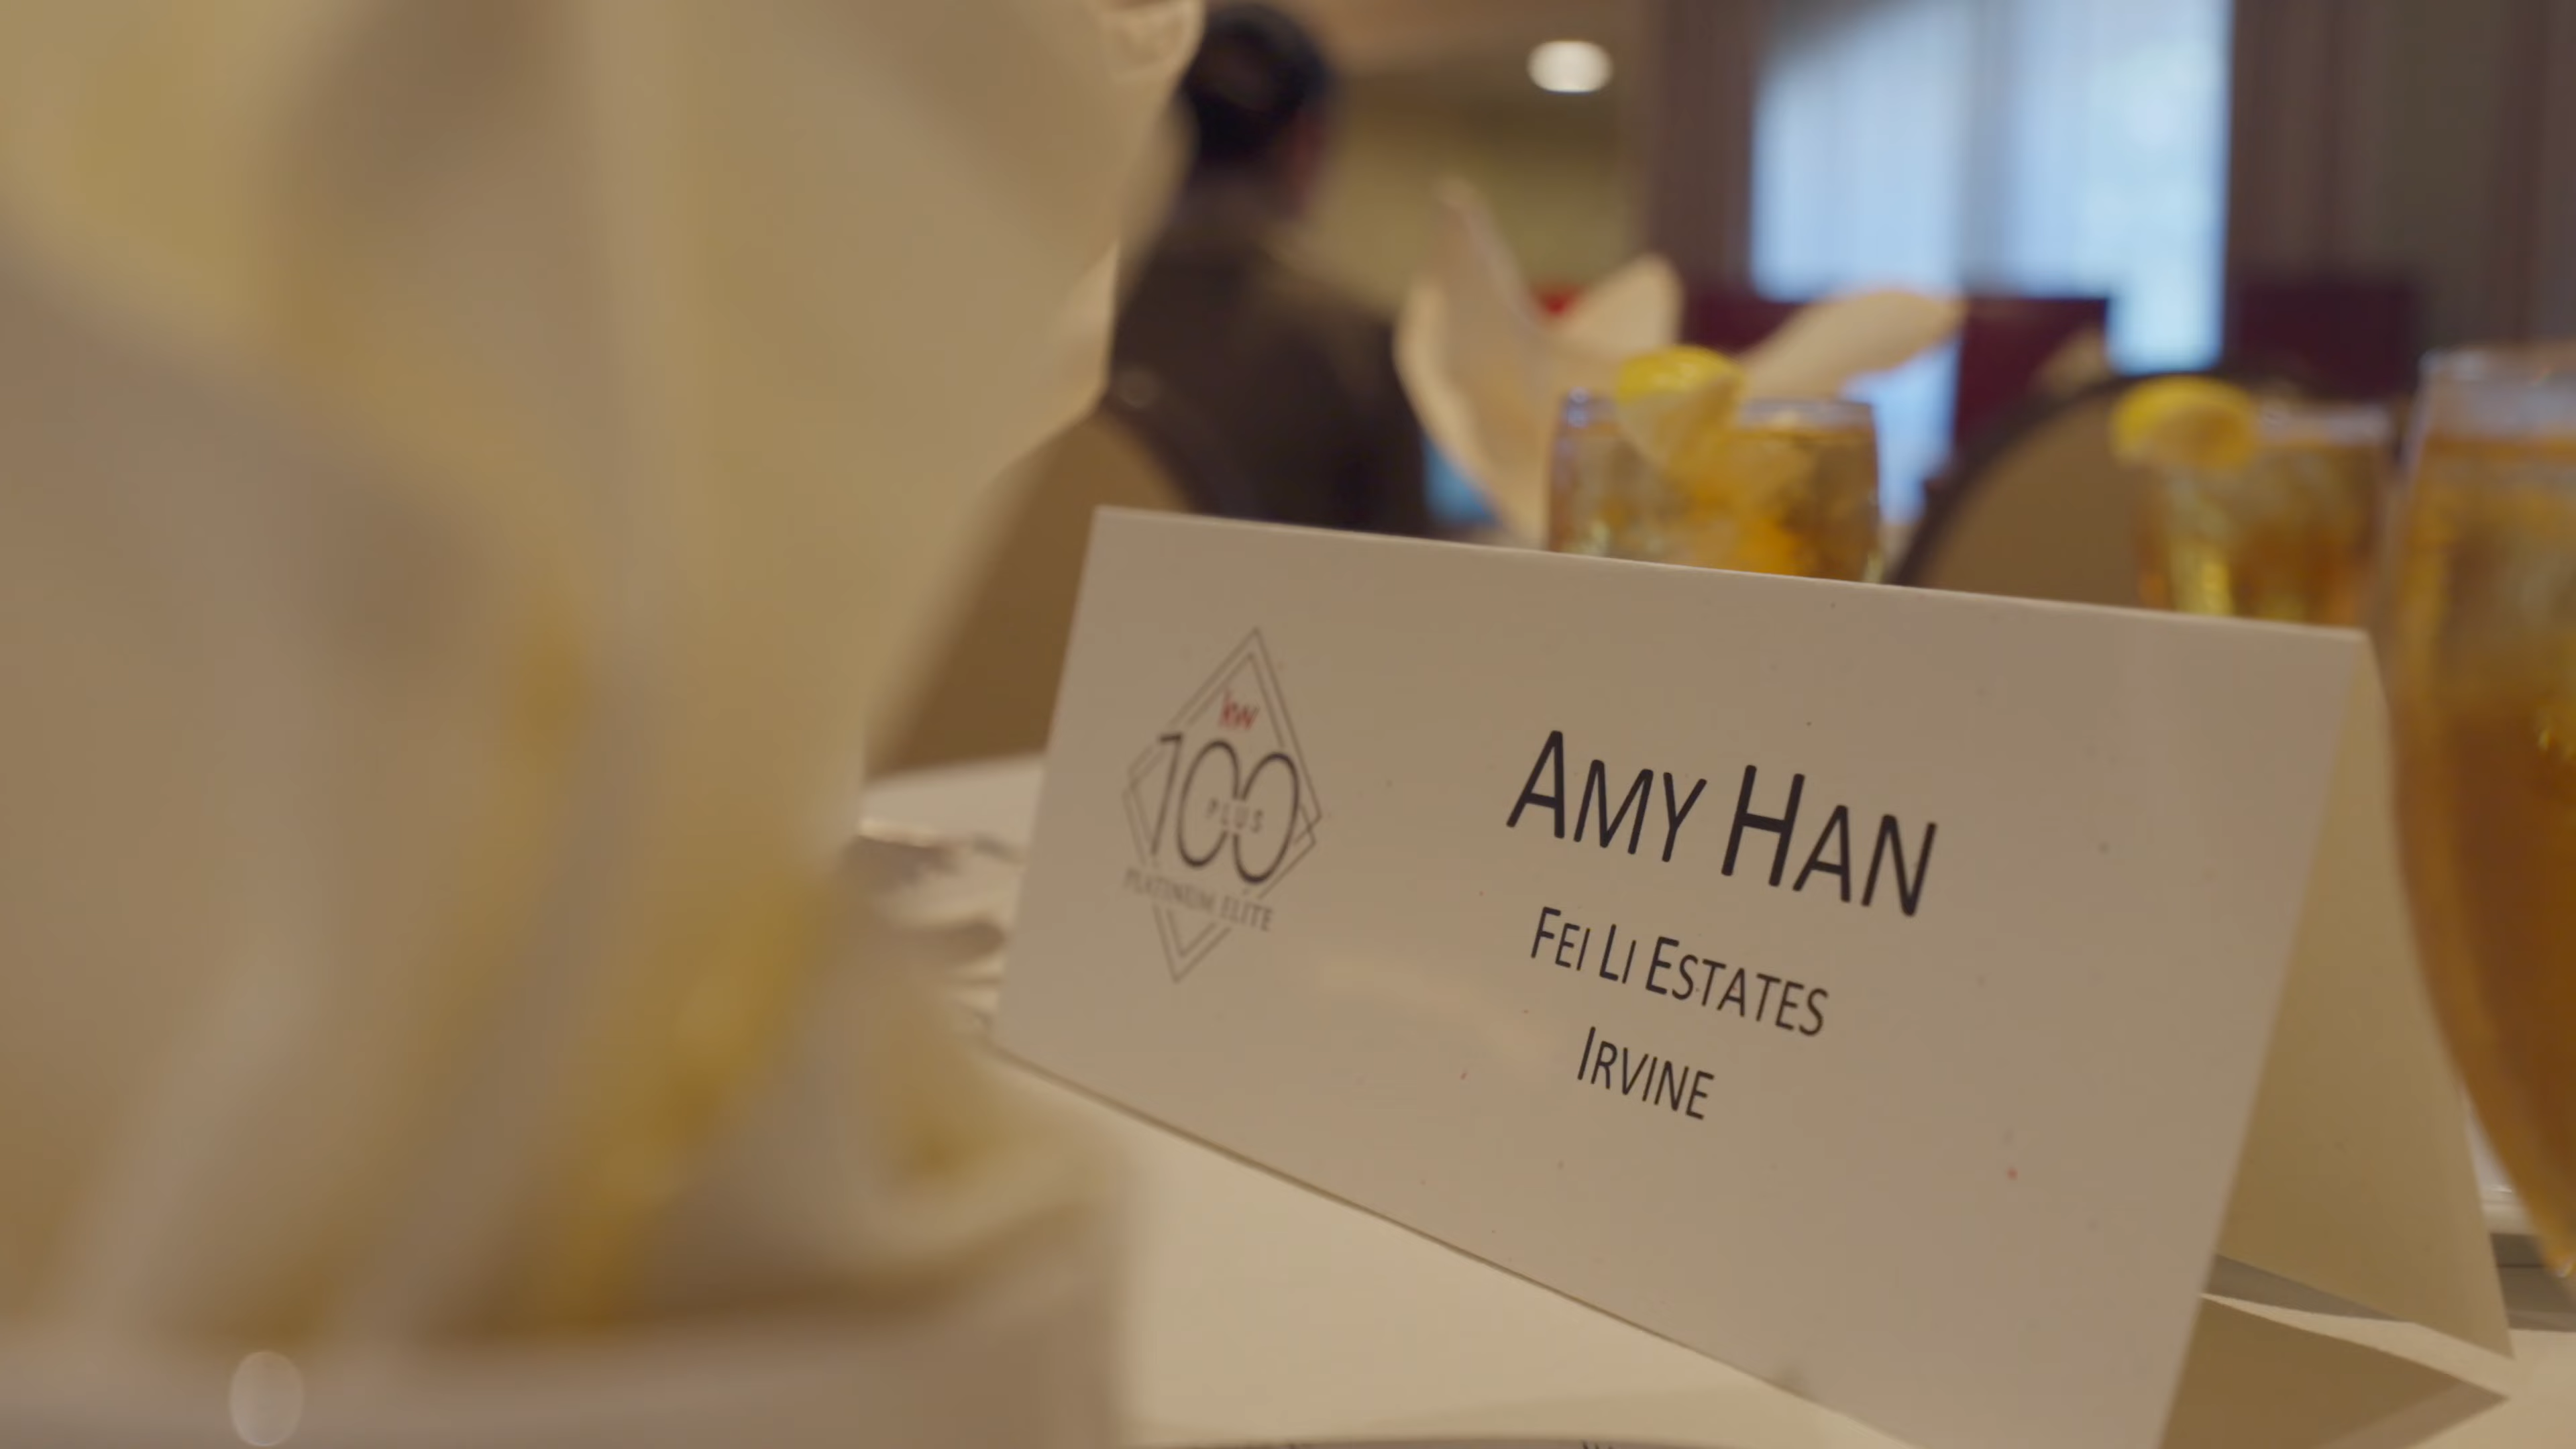 kw
100
PLUS
PLATINUM ELITE
AMY HAN
FEI LI ESTATES
IRVINE